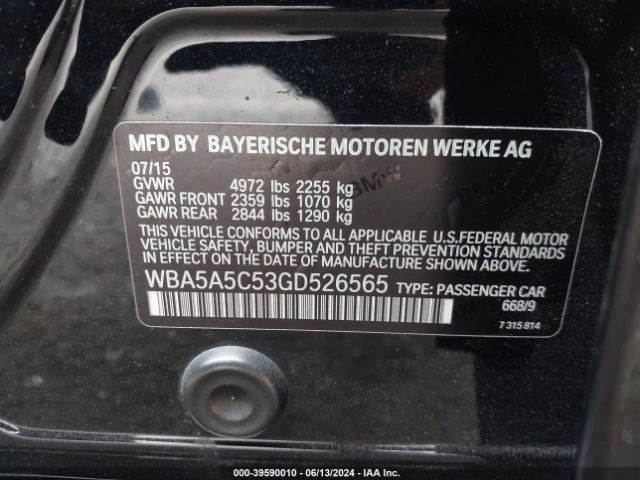 MFD BY BAYERISCHE MOTOREN WERKE AG
07/15
GVWR 4972 lbs 2255 kg
GAWR FRONT 2359 lbs 1070 kg
GAWR REAR 2844 lbs 1290 kg
THIS VEHICLE CONFORMS TO ALL APPLICABLE U.S.FEDERAL MOTOR
VEHICLE SAFETY, BUMPER AND THEFT PREVENTION STANDARDS
IN EFFECT ON THE DATE OF MANUFACTURE SHOWN ABOVE.
WBA5A5C53GD526565 TYPE: PASSENGER CAR
668/9
7 315 814
000-39590010 - 06/13/2024 - IAA Inc.